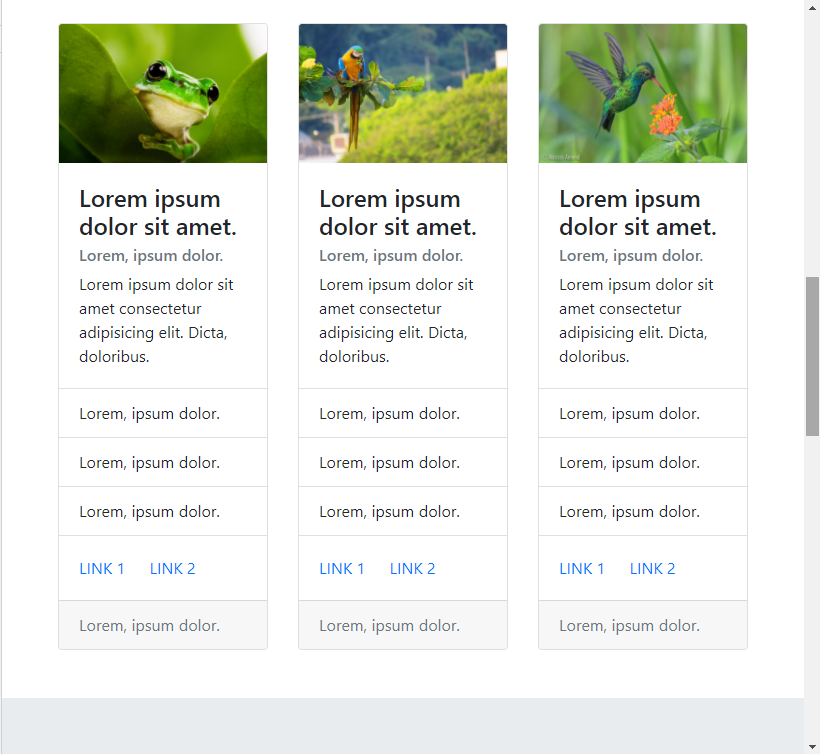 Lorem ipsum
dolor sit amet.
Lorem, ipsum dolor.
Lorem ipsum dolor sit
amet consectetur
adipisicing elit. Dicta,
doloribus.
Lorem, ipsum dolor.
Lorem, ipsum dolor.
Lorem, ipsum dolor.
LINK 1 LINK 2
Lorem, ipsum dolor.
Lorem ipsum
dolor sit amet.
Lorem, ipsum dolor.
Lorem ipsum dolor sit
amet consectetur
adipisicing elit. Dicta,
doloribus.
Lorem, ipsum dolor.
Lorem, ipsum dolor.
Lorem, ipsum dolor.
LINK 1 LINK 2
Lorem, ipsum dolor.
Lorem ipsum
dolor sit amet.
Lorem, ipsum dolor.
Lorem ipsum dolor sit
amet consectetur
adipisicing elit. Dicta,
doloribus.
Lorem, ipsum dolor.
Lorem, ipsum dolor.
Lorem, ipsum dolor.
LINK 1 LINK 2
Lorem, ipsum dolor.